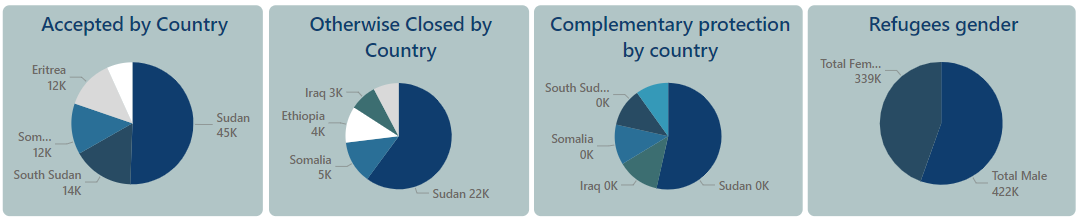 Accepted by Country
Eritrea
12K
Som...
12K
South Sudan
14K
Sudan
45K
Otherwise Closed by
Country
Iraq 3K
Ethiopia
4K
Somalia
5K
Sudan 22K
Complementary protection
by country
South Sud...
0K
Somalia
0K
Iraq 0K
Sudan 0K
Refugees gender
Total Fem...
339K
Total Male
422K